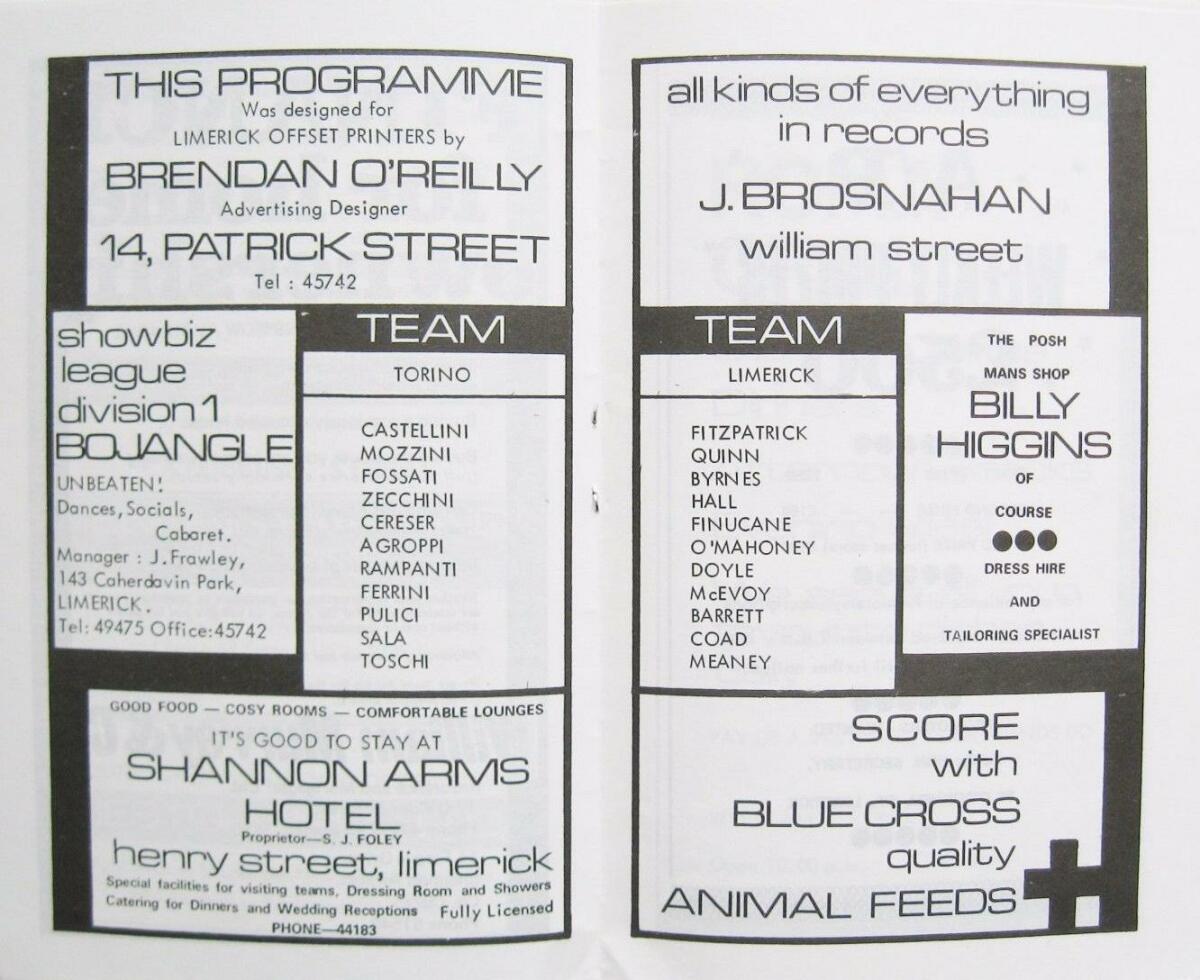 THIS PROGRAMME
Was designed for
LIMERICK OFFSET PRINTERS by
BRENDAN O'REILLY
Advertising Designer
14, PATRICK STREET
Tel : 45742
showbiz
league
division 1
BOJANGLE
UNBEATEN!
Dances, Socials,
Cabaret.
Manager : J. Frawley,
143 Caherdavin Park,
LIMERICK.
Tel: 49475 Office:45742
TEAM
TORINO
CASTELLINI
MOZZINI
FOSSATI
ZECCHINI
CERESER
AGROPPI
RAMPANTI
FERRINI
PULICI
SALA
TOSCHI
GOOD FOOD — COSY ROOMS — COMFORTABLE LOUNGES
IT'S GOOD TO STAY AT
SHANNON ARMS
HOTEL
Proprietor—S. J. FOLEY
henry street, limerick
Special facilities for visiting teams, Dressing Room and Showers
Catering for Dinners and Wedding Receptions Fully Licensed
PHONE—44183
all kinds of everything
in records
J. BROSNAHAN
william street
TEAM
LIMERICK
FITZPATRICK
QUINN
BYRNES
HALL
FINUCANE
O'MAHONEY
DOYLE
McEVOY
BARRETT
COAD
MEANEY
THE POSH
MANS SHOP
BILLY
HIGGINS
OF
COURSE
DRESS HIRE
AND
TAILORING SPECIALIST
SCORE
with
BLUE CROSS
quality
ANIMAL FEEDS